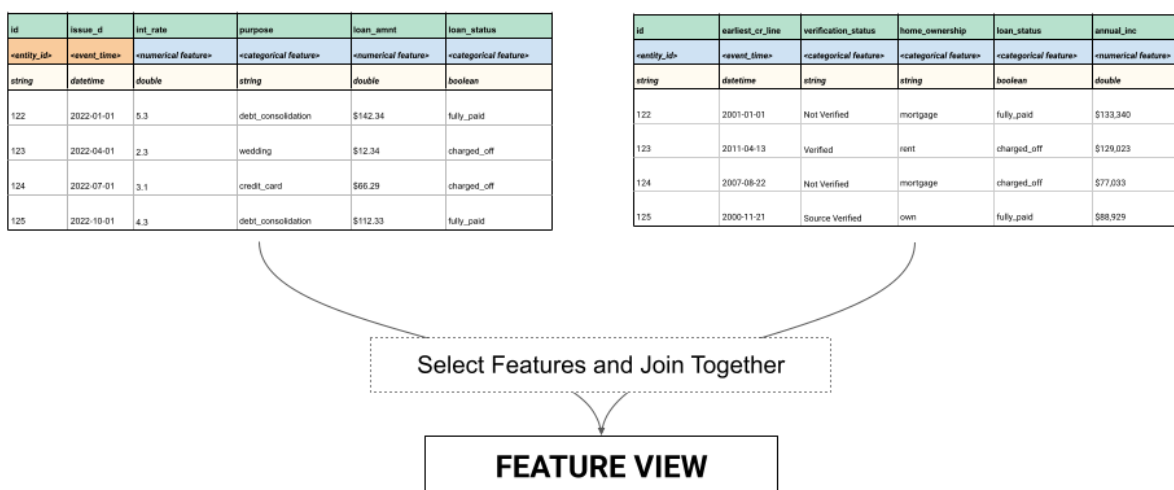 id issue_d int_rate purpose loan_amnt loan_status
<entity_id> <event_time> <numerical feature> <categorical feature> <numerical feature> <categorical feature>
string datetime double string double boolean
122 2022-01-01 5.3 debt_consolidation $142.34 fully_paid
123 2022-04-01 2.3 wedding $12.34 charged_off
124 2022-07-01 3.1 credit_card $66.29 charged_off
125 2022-10-01 4.3 debt_consolidation $112.33 fully_paid
id earliest_cr_line verification_status home_ownership loan_status annual_inc
<entity_id> <event_time> <categorical feature> <categorical feature> <categorical feature> <numerical feature>
string datetime string string boolean double
122 2001-01-01 Not Verified mortgage fully_paid $133,340
123 2011-04-13 Verified rent charged_off $129,023
124 2007-08-22 Not Verified mortgage charged_off $77,033
125 2000-11-21 Source Verified own fully_paid $88,929
Select Features and Join Together
FEATURE VIEW